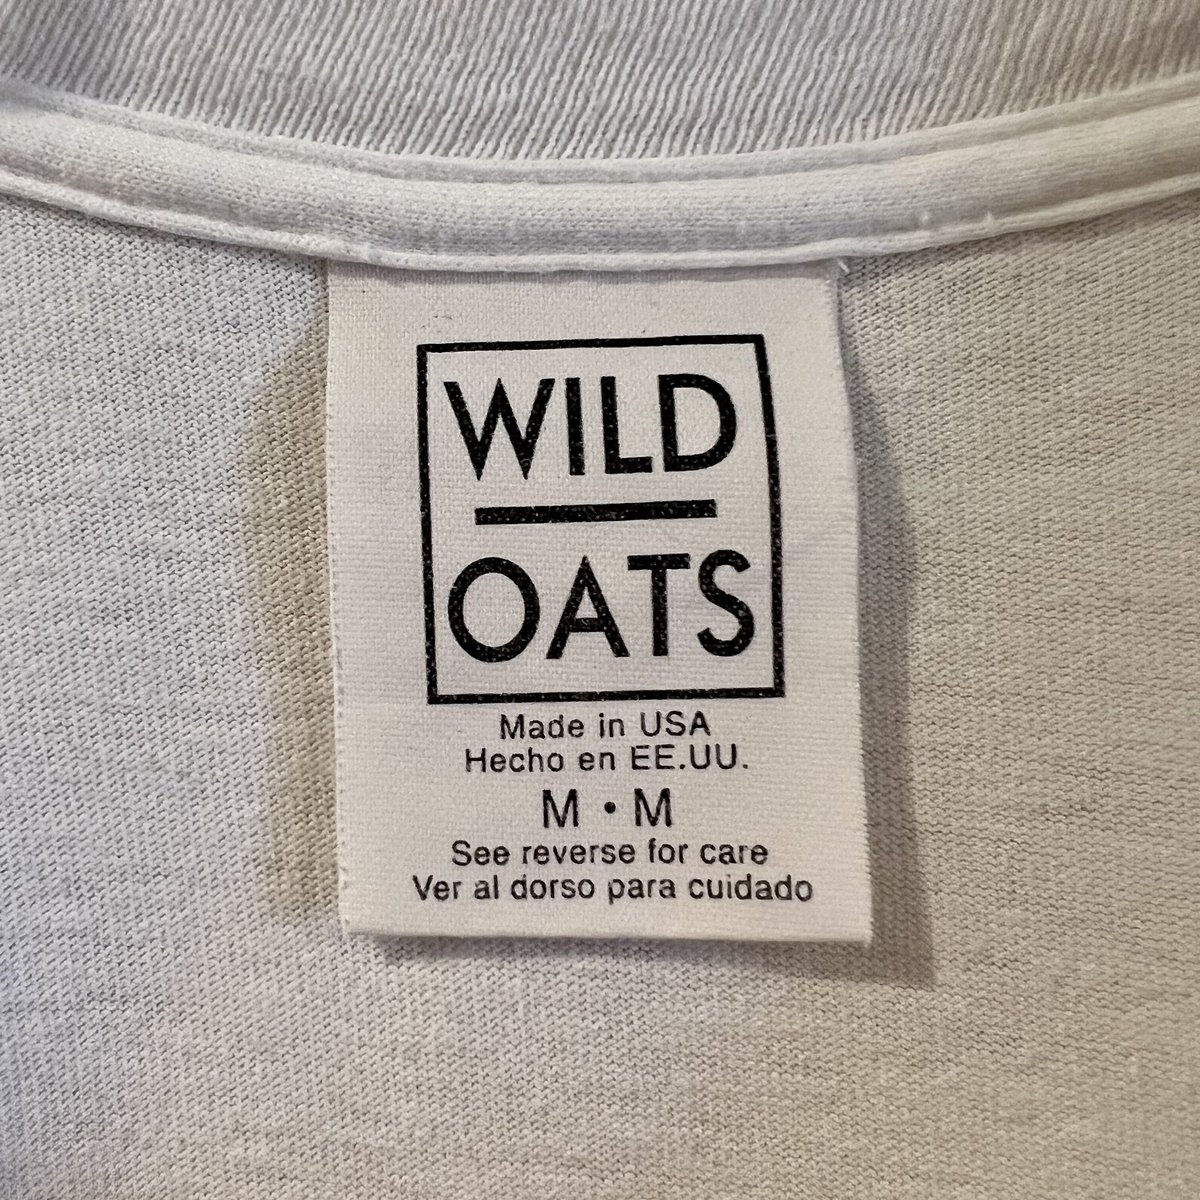 WILD
OATS
Made in USA
Hecho en EE.UU.
M • M
See reverse for care
Ver al dorso para cuidado